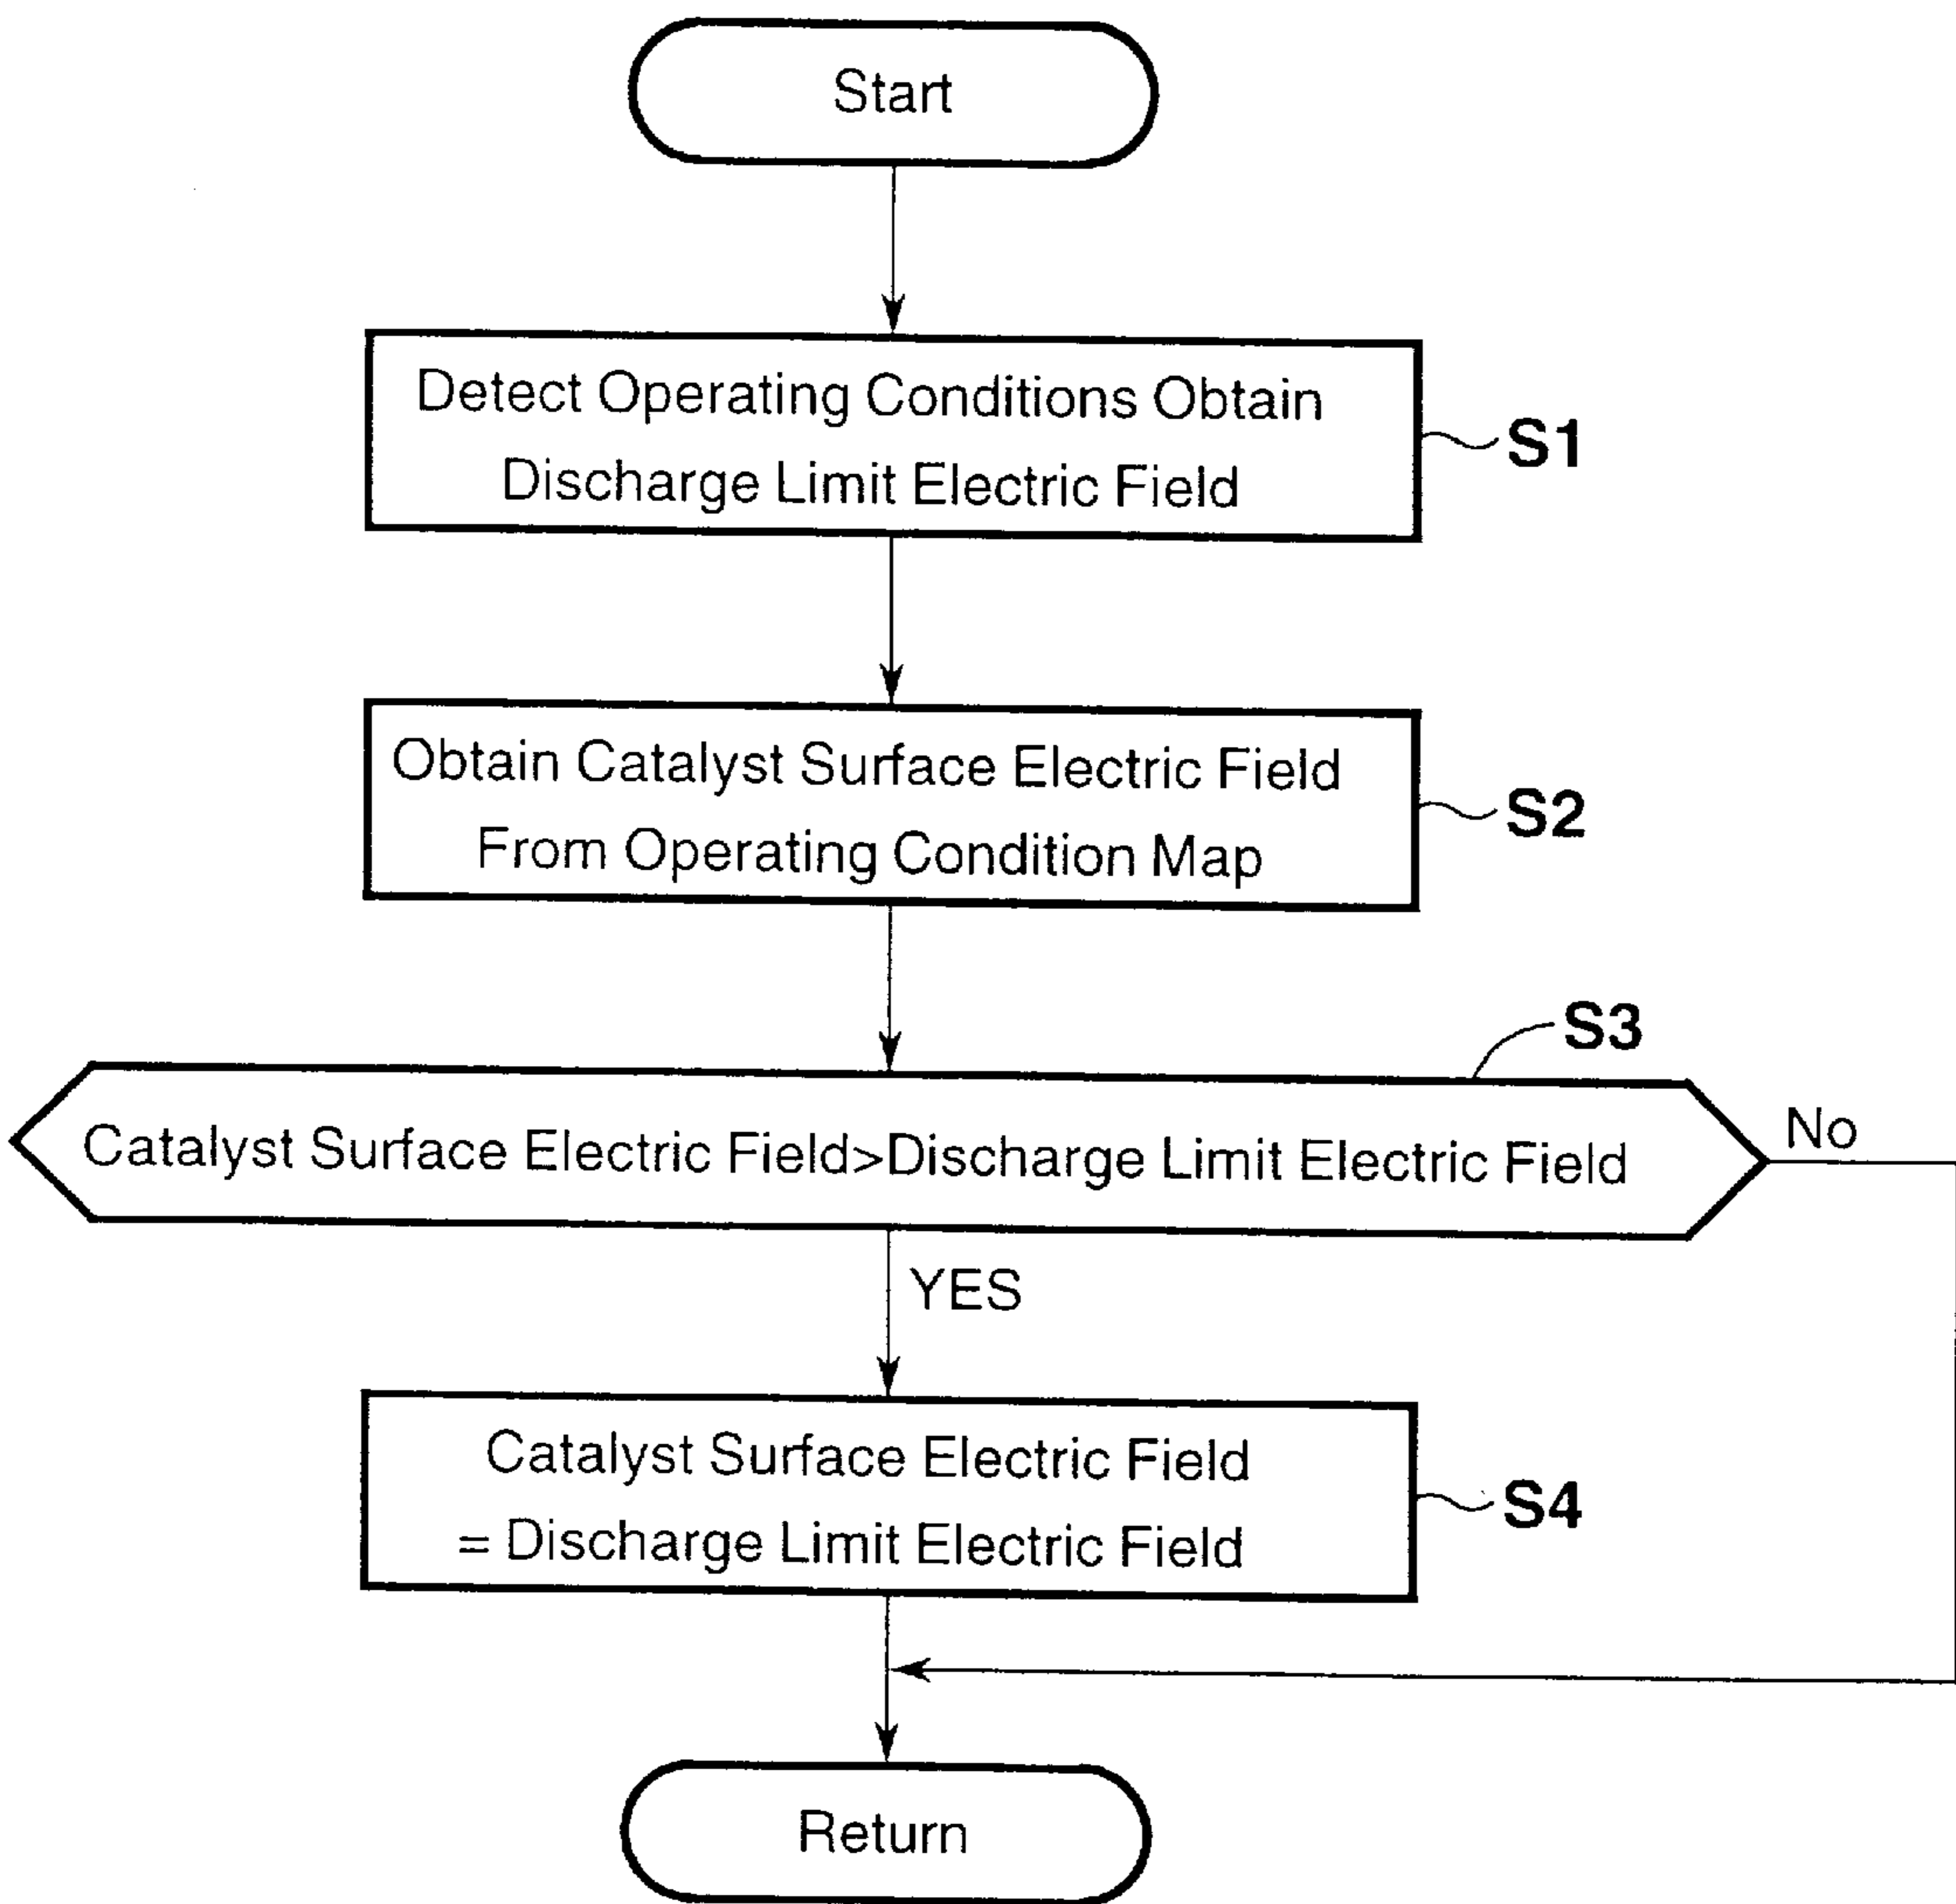 Start
Detect Operating Conditions Obtain
Discharge Limit Electric Field
S1
Obtain Catalyst Surface Electric Field
From Operating Condition Map
S2
S3
Catalyst Surface Electric Field>Discharge Limit Electric Field
No
YES
Catalyst Surface Electric Field
= Discharge Limit Electric Field
S4
Return